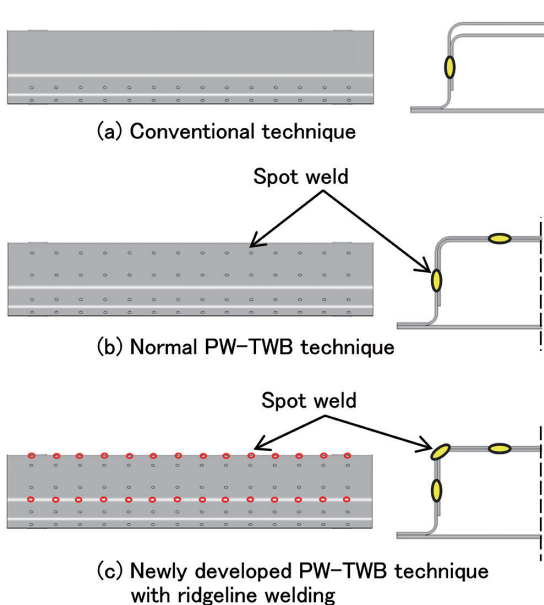 (a) Conventional technique
Spot weld
(b) Normal PW-TWB technique
Spot weld
(c) Newly developed PW-TWB technique
with ridgeline welding